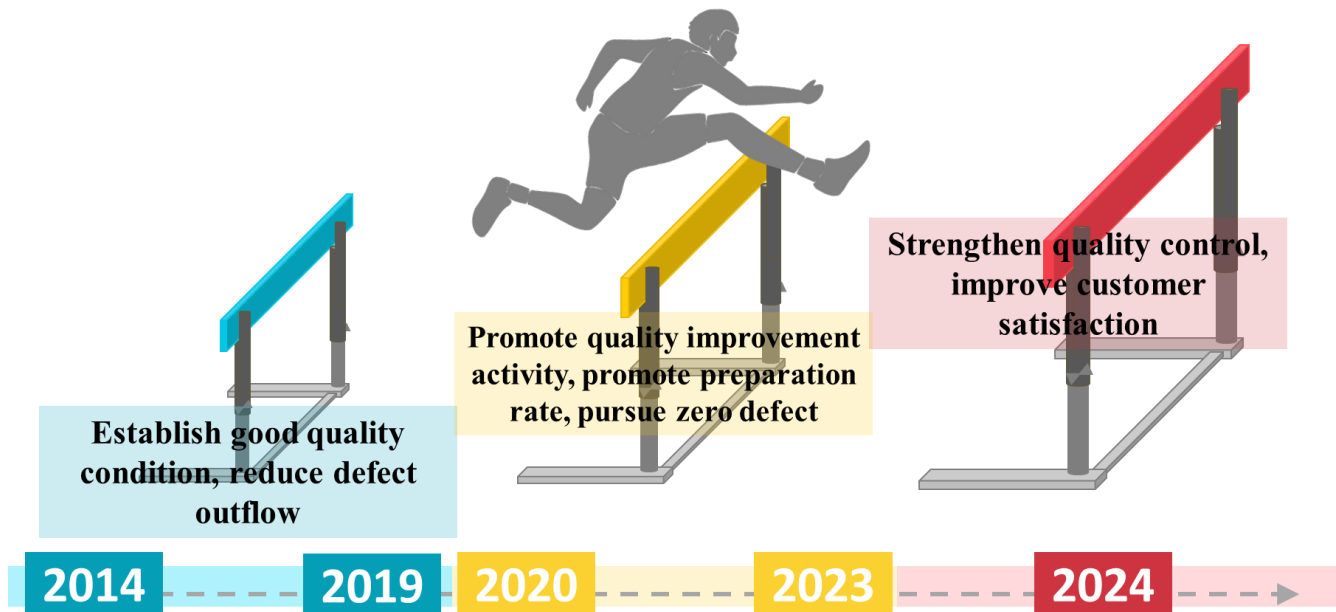 Establish good quality
condition, reduce defect
outflow
Promote quality improvement
activity, promote preparation
rate, pursue zero defect
Strengthen quality control,
improve customer
satisfaction
2014
2019
2020
2023
2024